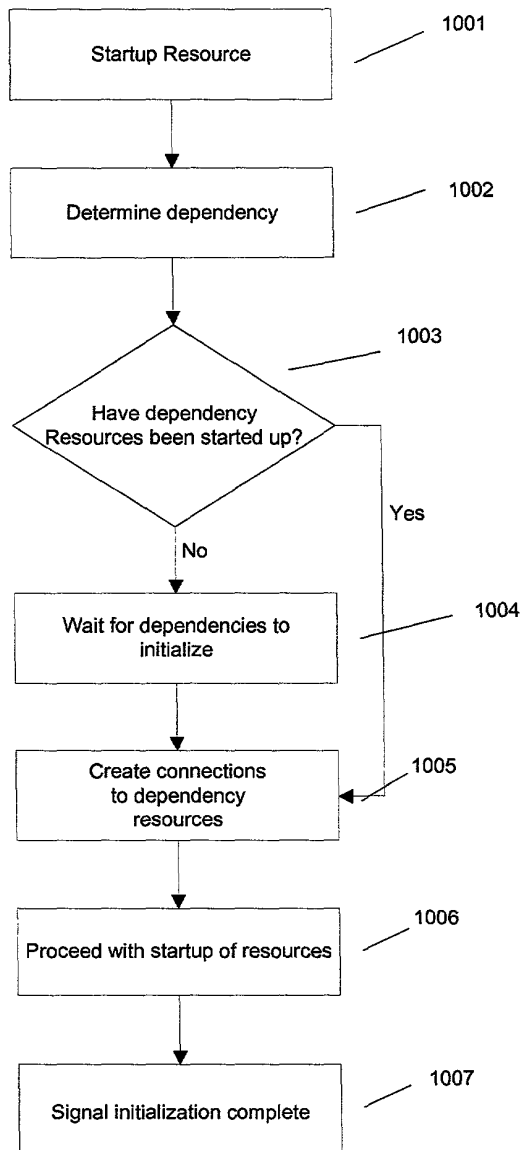 1001
Startup Resource
1002
Determine dependency
1003
Have dependency
Resources been started up?
Yes
No
1004
Wait for dependencies to
initialize
1005
Create connections
to dependency
resources
1006
Proceed with startup of resources
1007
Signal initialization complete